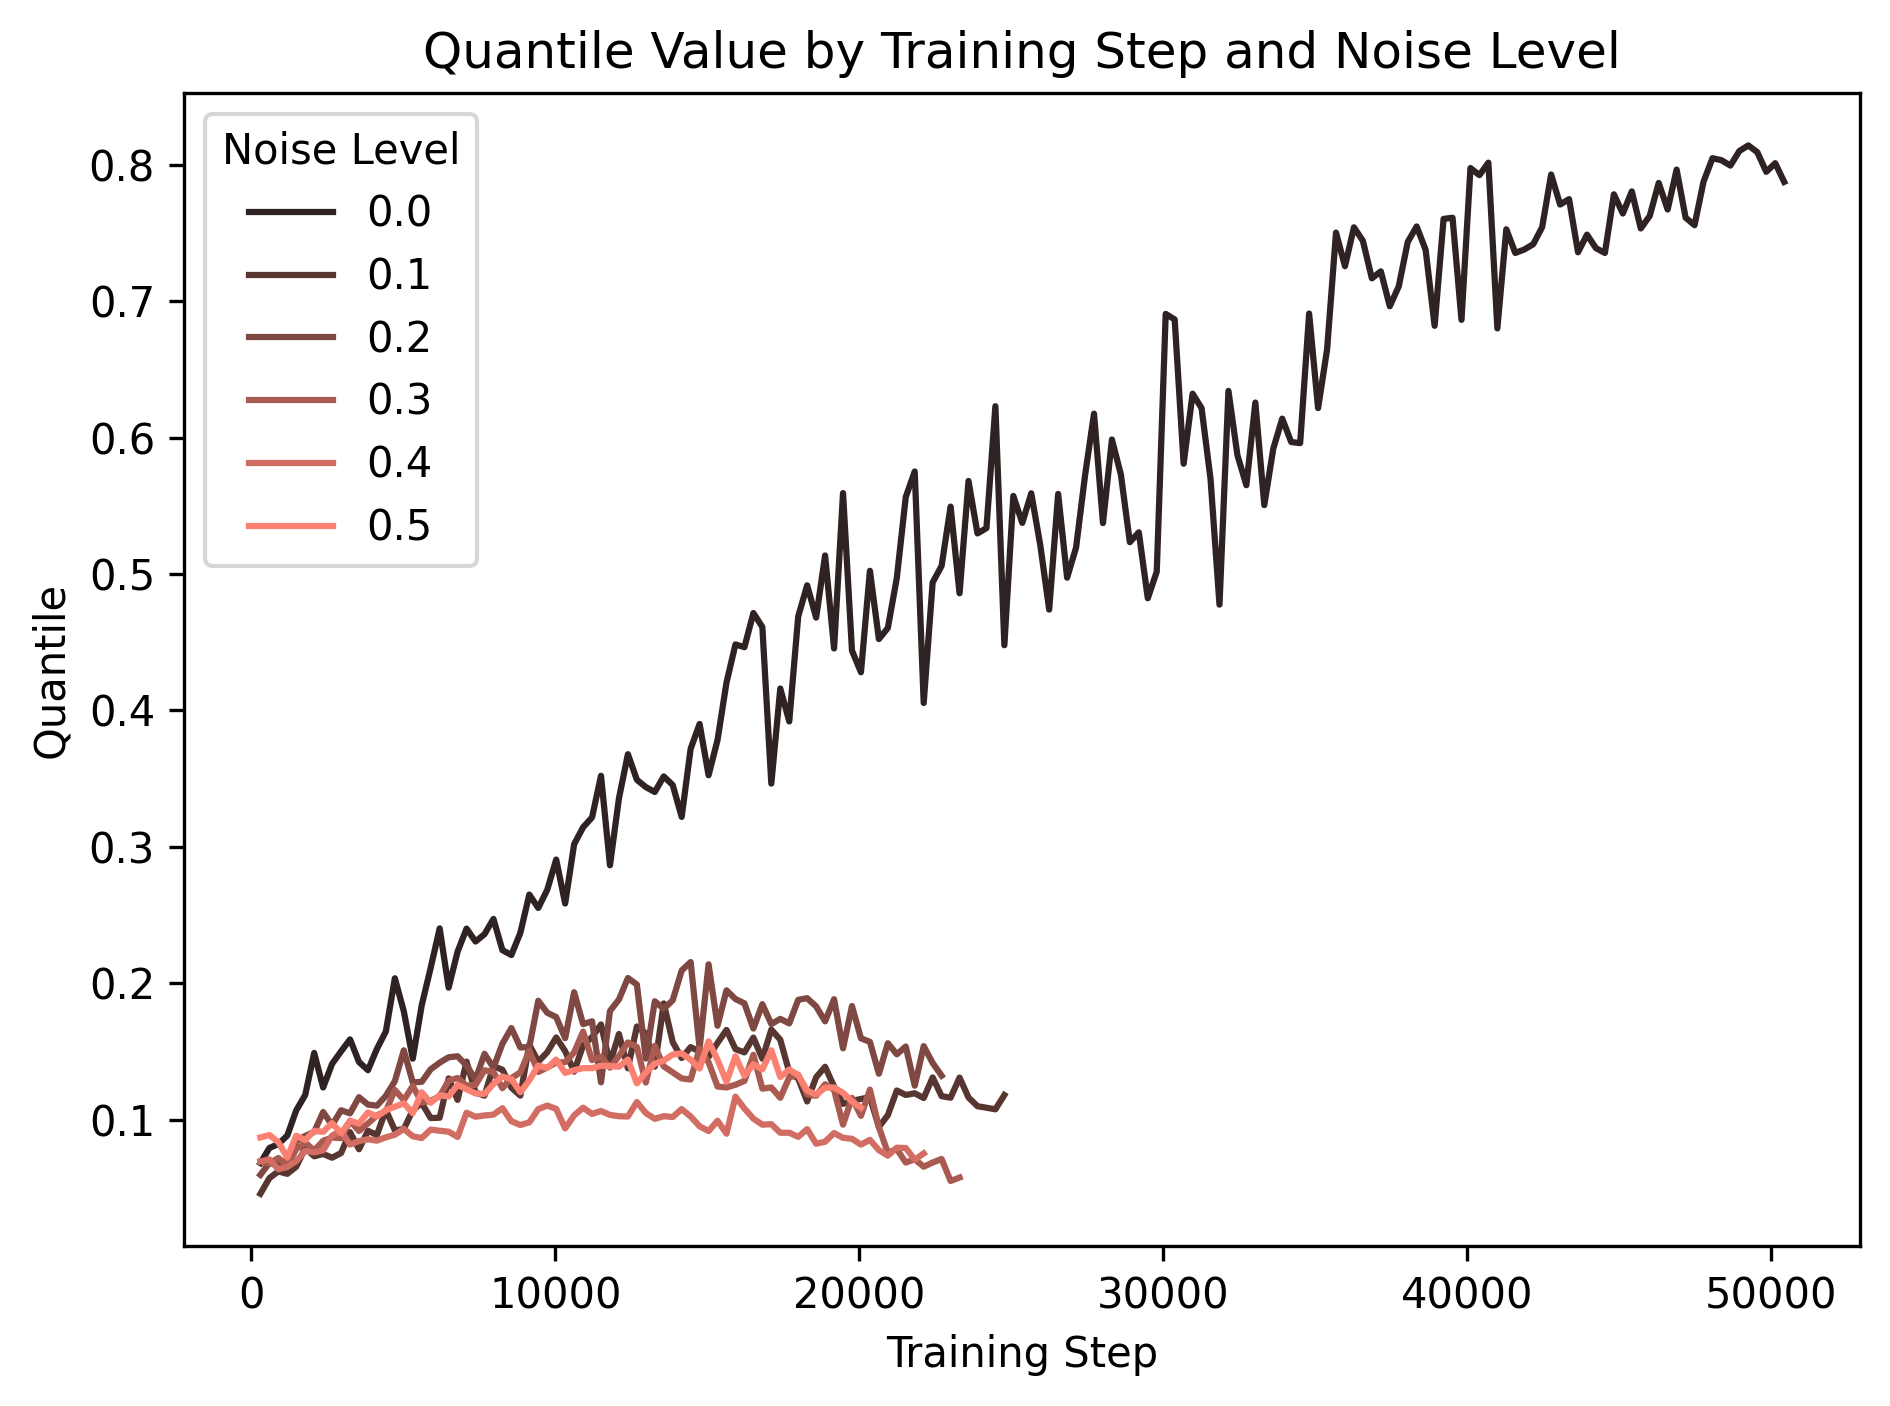 Quantile Value by Training Step and Noise Level
Noise Level
0.0
0.1
0.2
0.3
0.4
0.5
0.8
0.7
0.6
0.5
0.4
0.3
0.2
0.1
Quantile
0 10000 20000 30000 40000 50000
Training Step